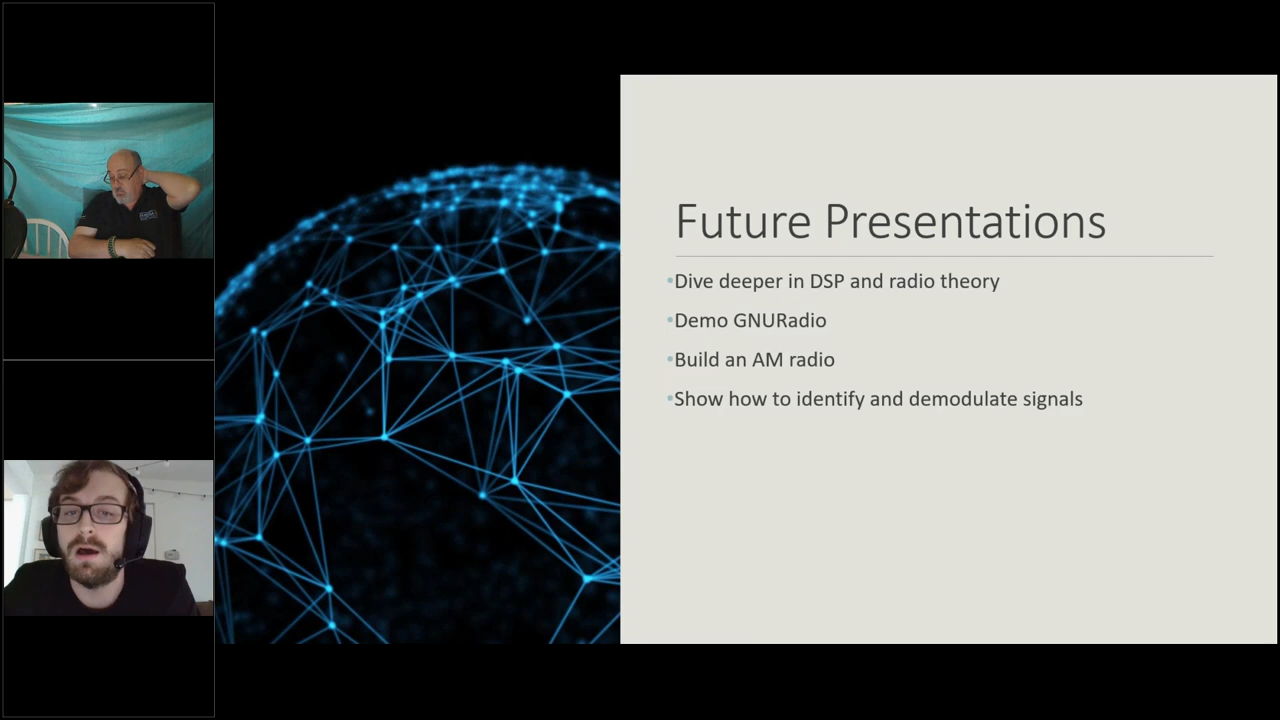 Future Presentations
•Dive deeper in DSP and radio theory
•Demo GNURadio
•Build an AM radio
•Show how to identify and demodulate signals